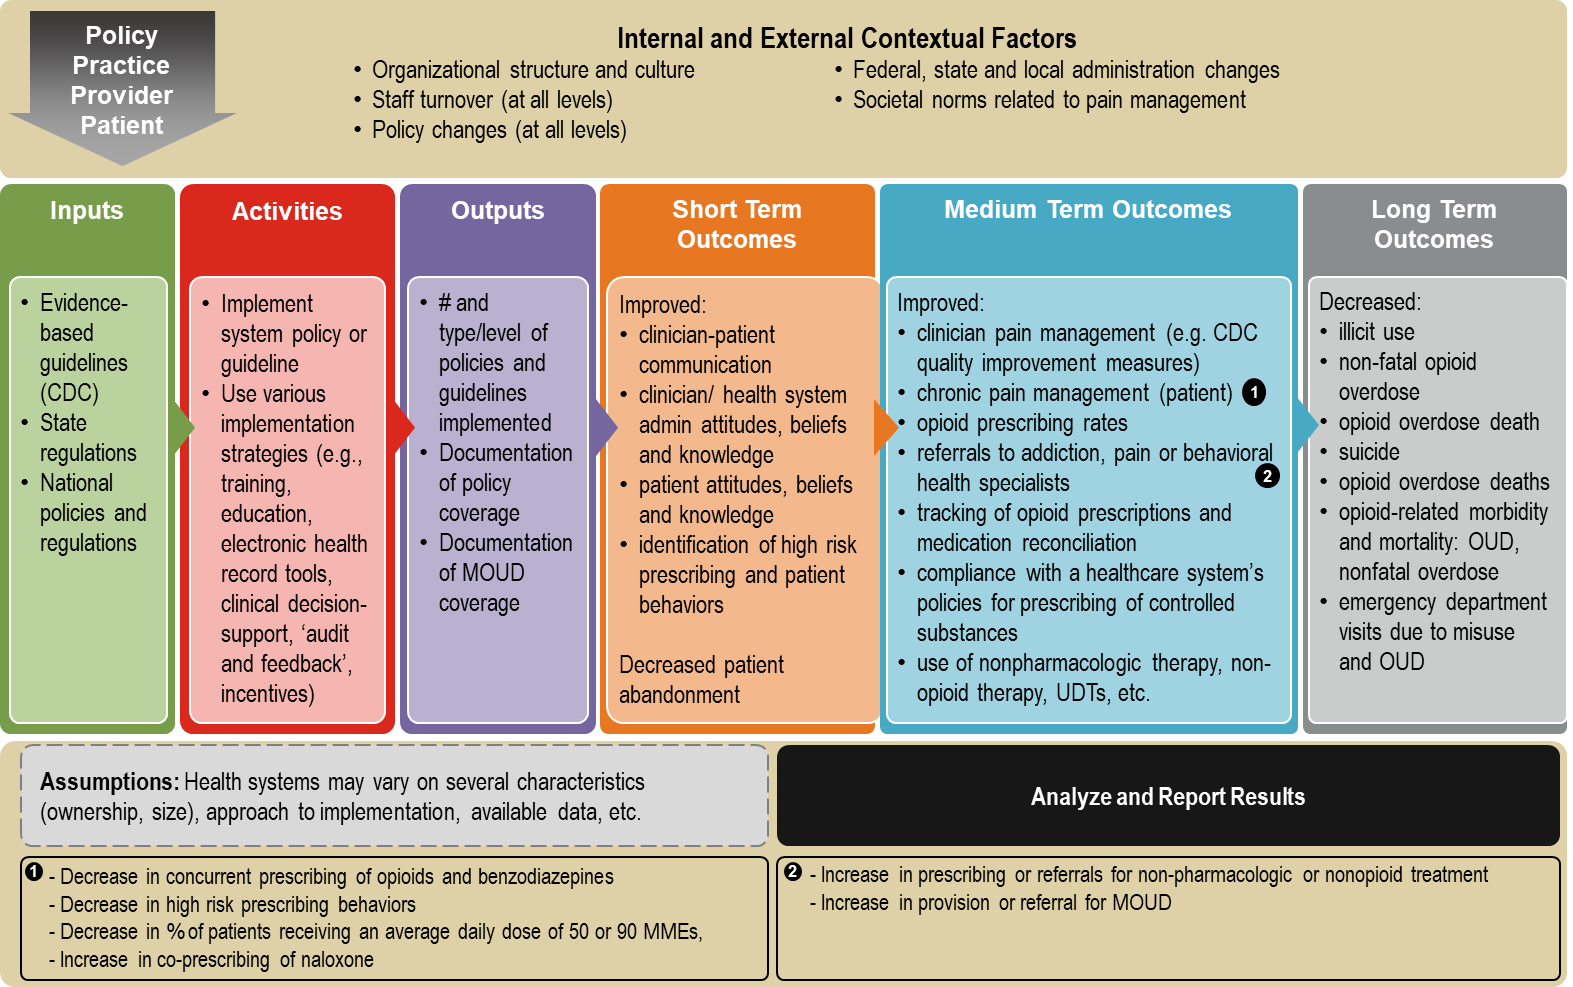 Policy
Practice
Provider
Patient
Internal and External Contextual Factors
• Organizational structure and culture
• Staff turnover (at all levels)
• Policy changes (at all levels)
• Federal, state and local administration changes
• Societal norms related to pain management
Inputs
• Evidence-
based
guidelines
(CDC)
• State
regulations
• National
policies and
regulations
Activities
• Implement
system policy or
guideline
• Use various
implementation
strategies (e.g.,
training,
education,
electronic health
record tools,
clinical decision-
support, ‘audit
and feedback’,
incentives)
Outputs
• # and
type/level of
policies and
guidelines
implemented
• Documentation
of policy
coverage
• Documentation
of MOUD
coverage
Short Term
Outcomes
Improved:
• clinician-patient
communication
• clinician/ health system
admin attitudes, beliefs
and knowledge
• patient attitudes, beliefs
and knowledge
• identification of high risk
prescribing and patient
behaviors
Decreased patient
abandonment
Medium Term Outcomes
Improved:
• clinician pain management (e.g. CDC
quality improvement measures)
• chronic pain management (patient) 1
• opioid prescribing rates
• referrals to addiction, pain or behavioral
health specialists 2
• tracking of opioid prescriptions and
medication reconciliation
• compliance with a healthcare system’s
policies for prescribing of controlled
substances
• use of nonpharmacologic therapy, non-
opioid therapy, UDTs, etc.
Long Term
Outcomes
Decreased:
• illicit use
• non-fatal opioid
overdose
• opioid overdose death
• suicide
• opioid overdose deaths
• opioid-related morbidity
and mortality: OUD,
nonfatal overdose
• emergency department
visits due to misuse
and OUD
Assumptions: Health systems may vary on several characteristics
(ownership, size), approach to implementation, available data, etc.
Analyze and Report Results
1 - Decrease in concurrent prescribing of opioids and benzodiazepines
- Decrease in high risk prescribing behaviors
- Decrease in % of patients receiving an average daily dose of 50 or 90 MMEs,
- Increase in co-prescribing of naloxone
2 - Increase in prescribing or referrals for non-pharmacologic or nonopioid treatment
- Increase in provision or referral for MOUD